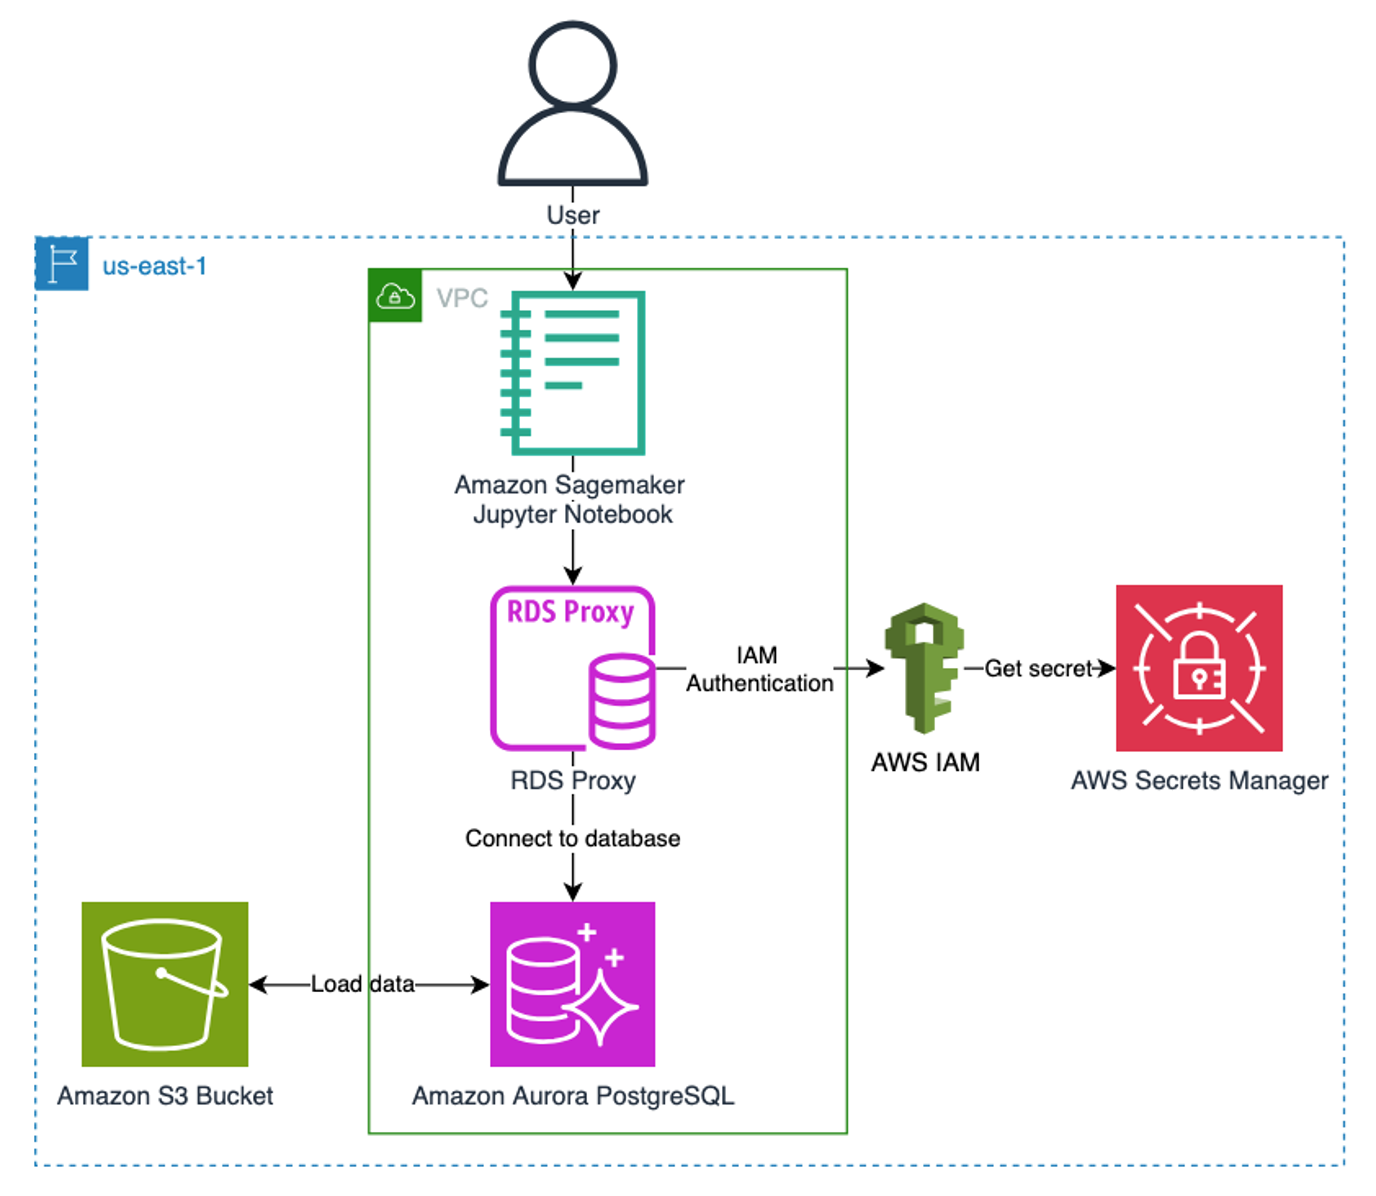 User
us-east-1
VPC
Amazon Sagemaker
Jupyter Notebook
RDS Proxy
IAM
Authentication
Get secret
AWS IAM
AWS Secrets Manager
RDS Proxy
Connect to database
Load data
Amazon S3 Bucket
Amazon Aurora PostgreSQL